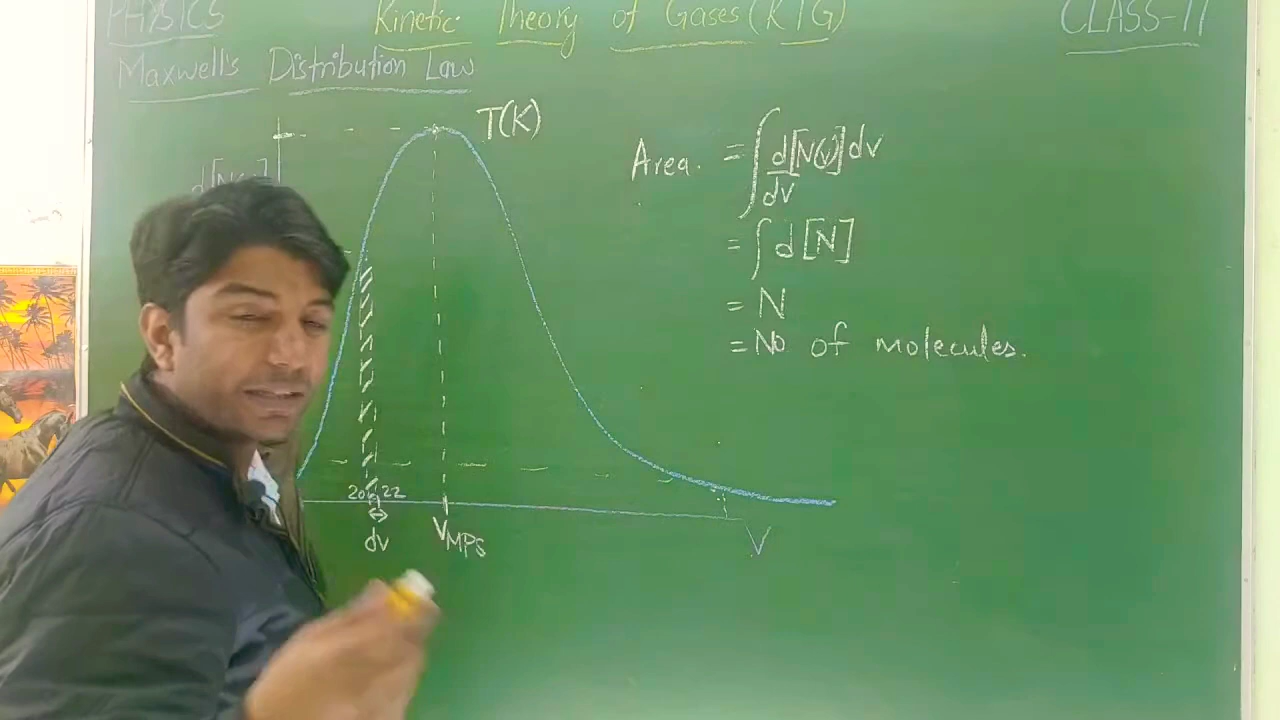 PHYSICS
Kinetic Theory of Gases (KTG)
CLASS-11
Maxwell's Distribution Law
T(K)
Area. = ∫ d[N(v)]/dv dv
= ∫ d[N]
= N
= No of molecules.
20 22
dv
VMPS
V